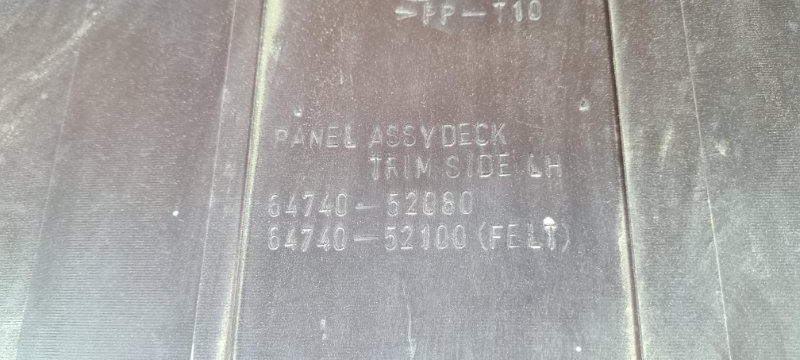 >PP-T10
PANEL ASSY DECK
TRIM SIDE LH
64740-52080
64740-52100 (FELT)